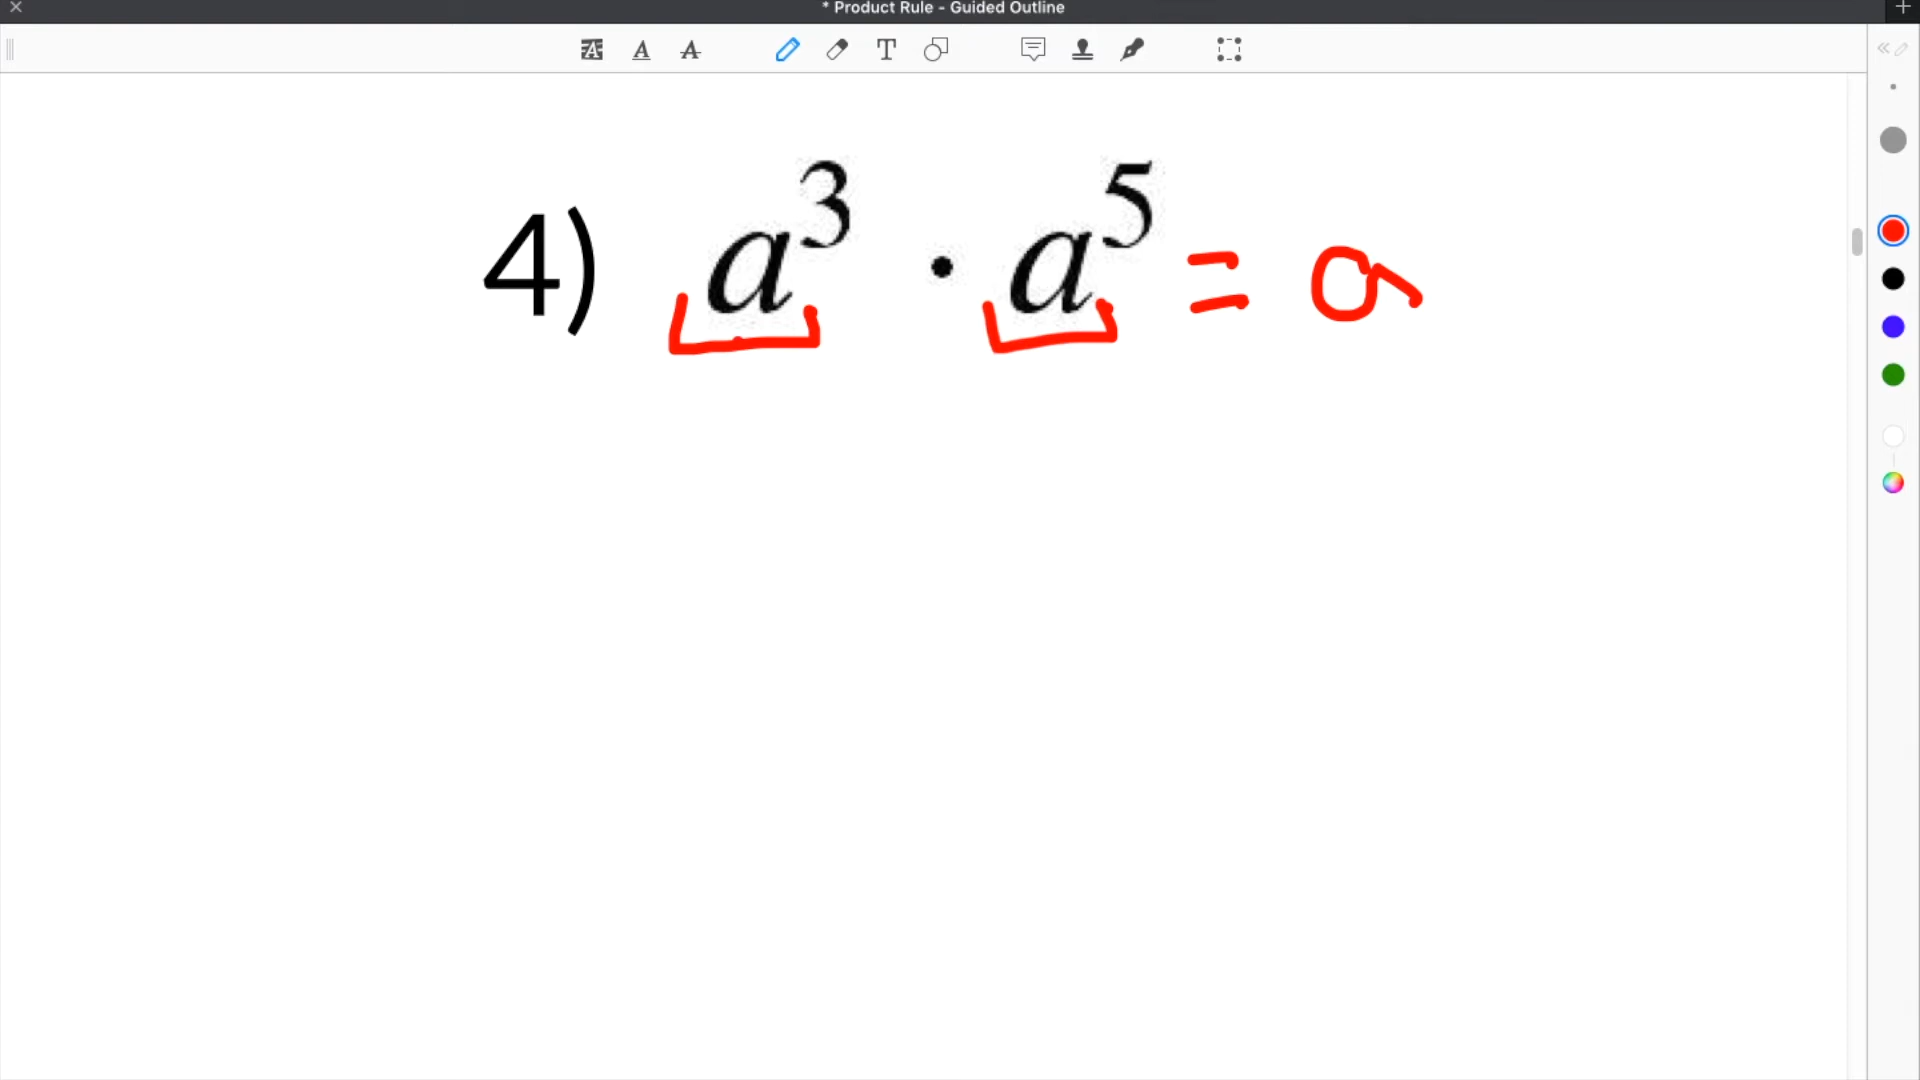 * Product Rule - Guided Outline
4) a³ · a⁵ = a